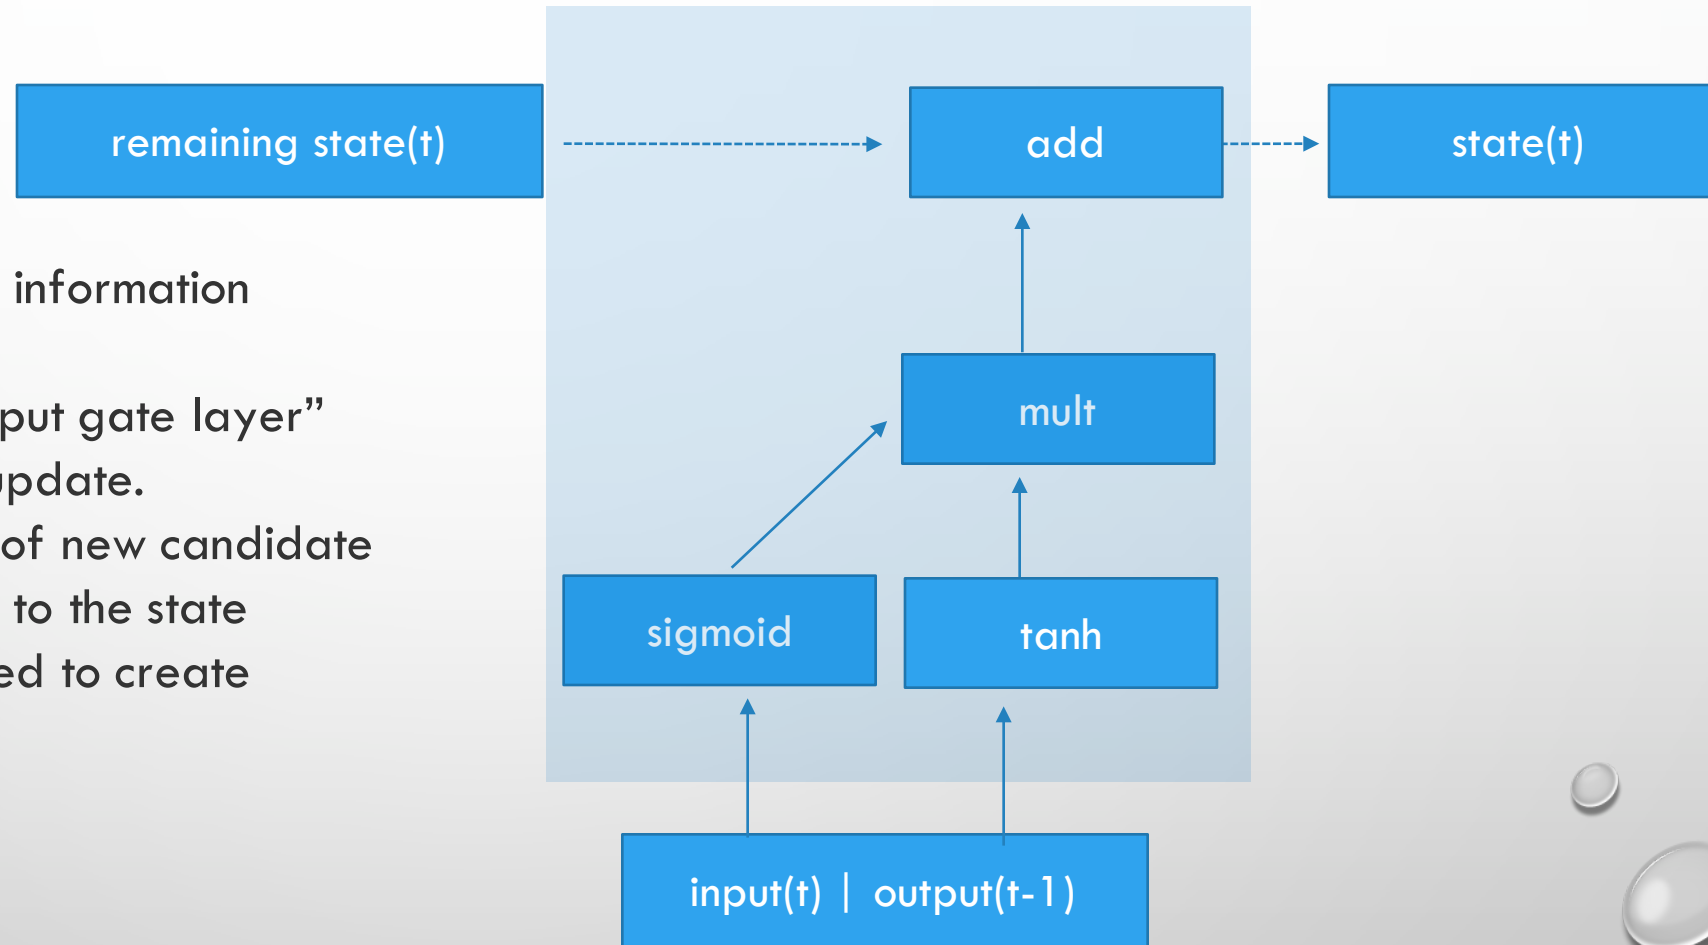 remaining state(t)
add
state(t)
information
put gate layer”
update.
of new candidate
mult
to the state
sigmoid
tanh
ed to create
input(t) | output(t-1)